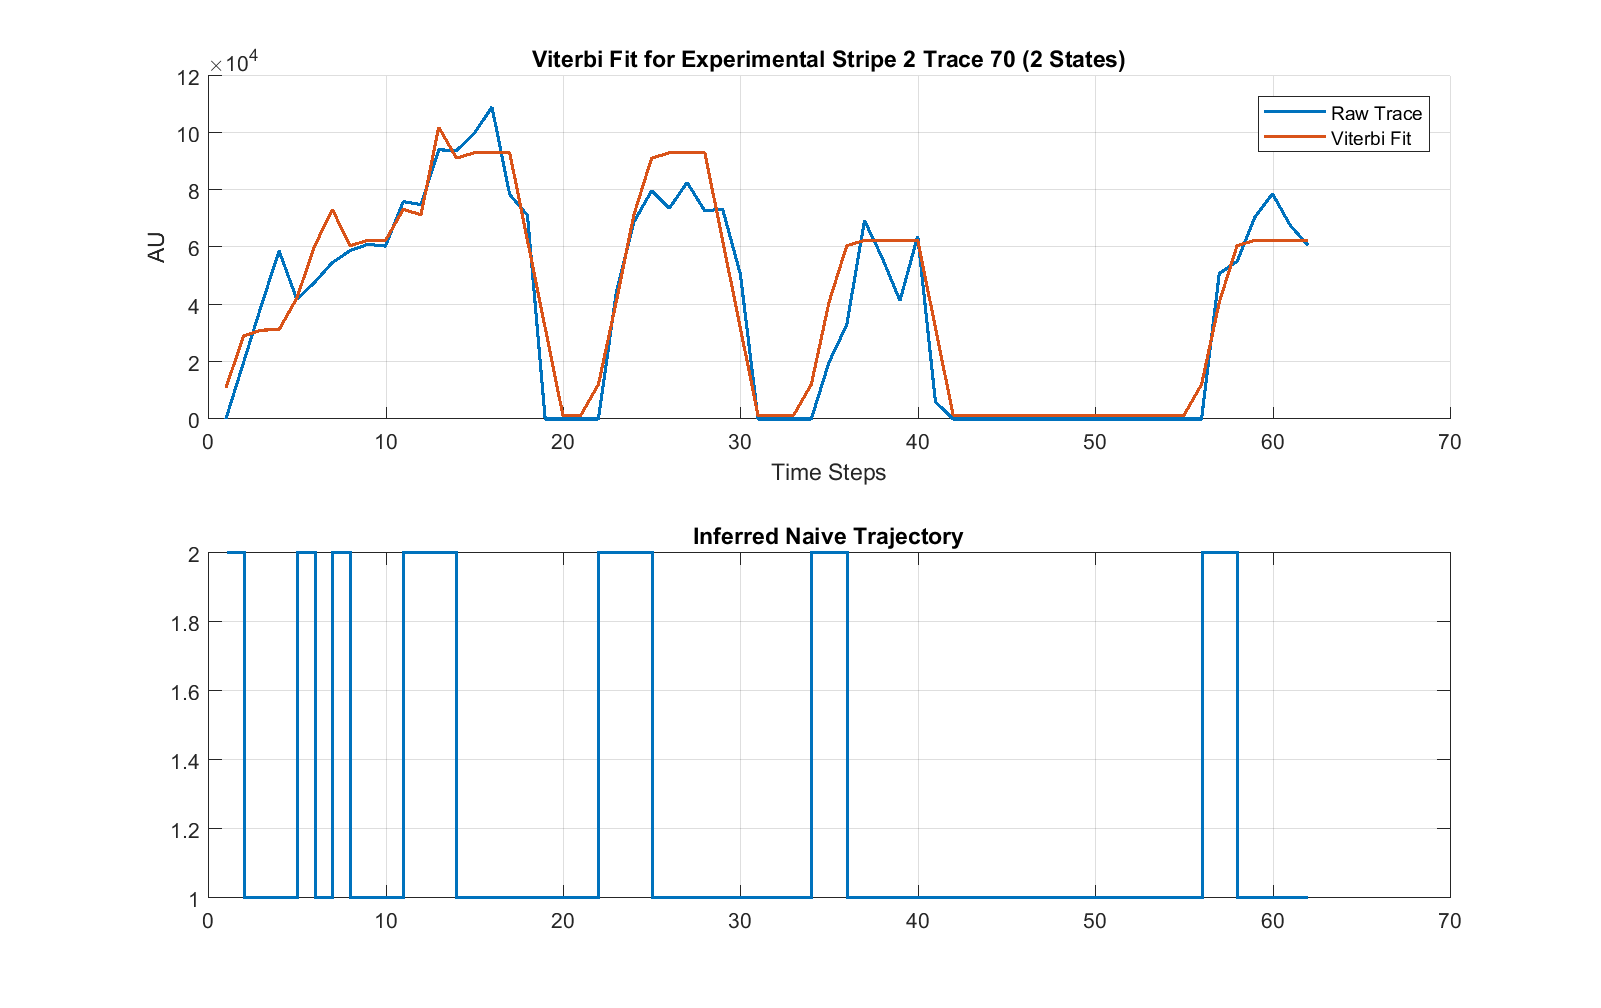 Viterbi Fit for Experimental Stripe 2 Trace 70 (2 States)
×10⁴
12
10
8
6
4
2
0
AU
Raw Trace
Viterbi Fit
0 10 20 30 40 50 60 70
Time Steps
Inferred Naive Trajectory
2
1.8
1.6
1.4
1.2
1
0 10 20 30 40 50 60 70